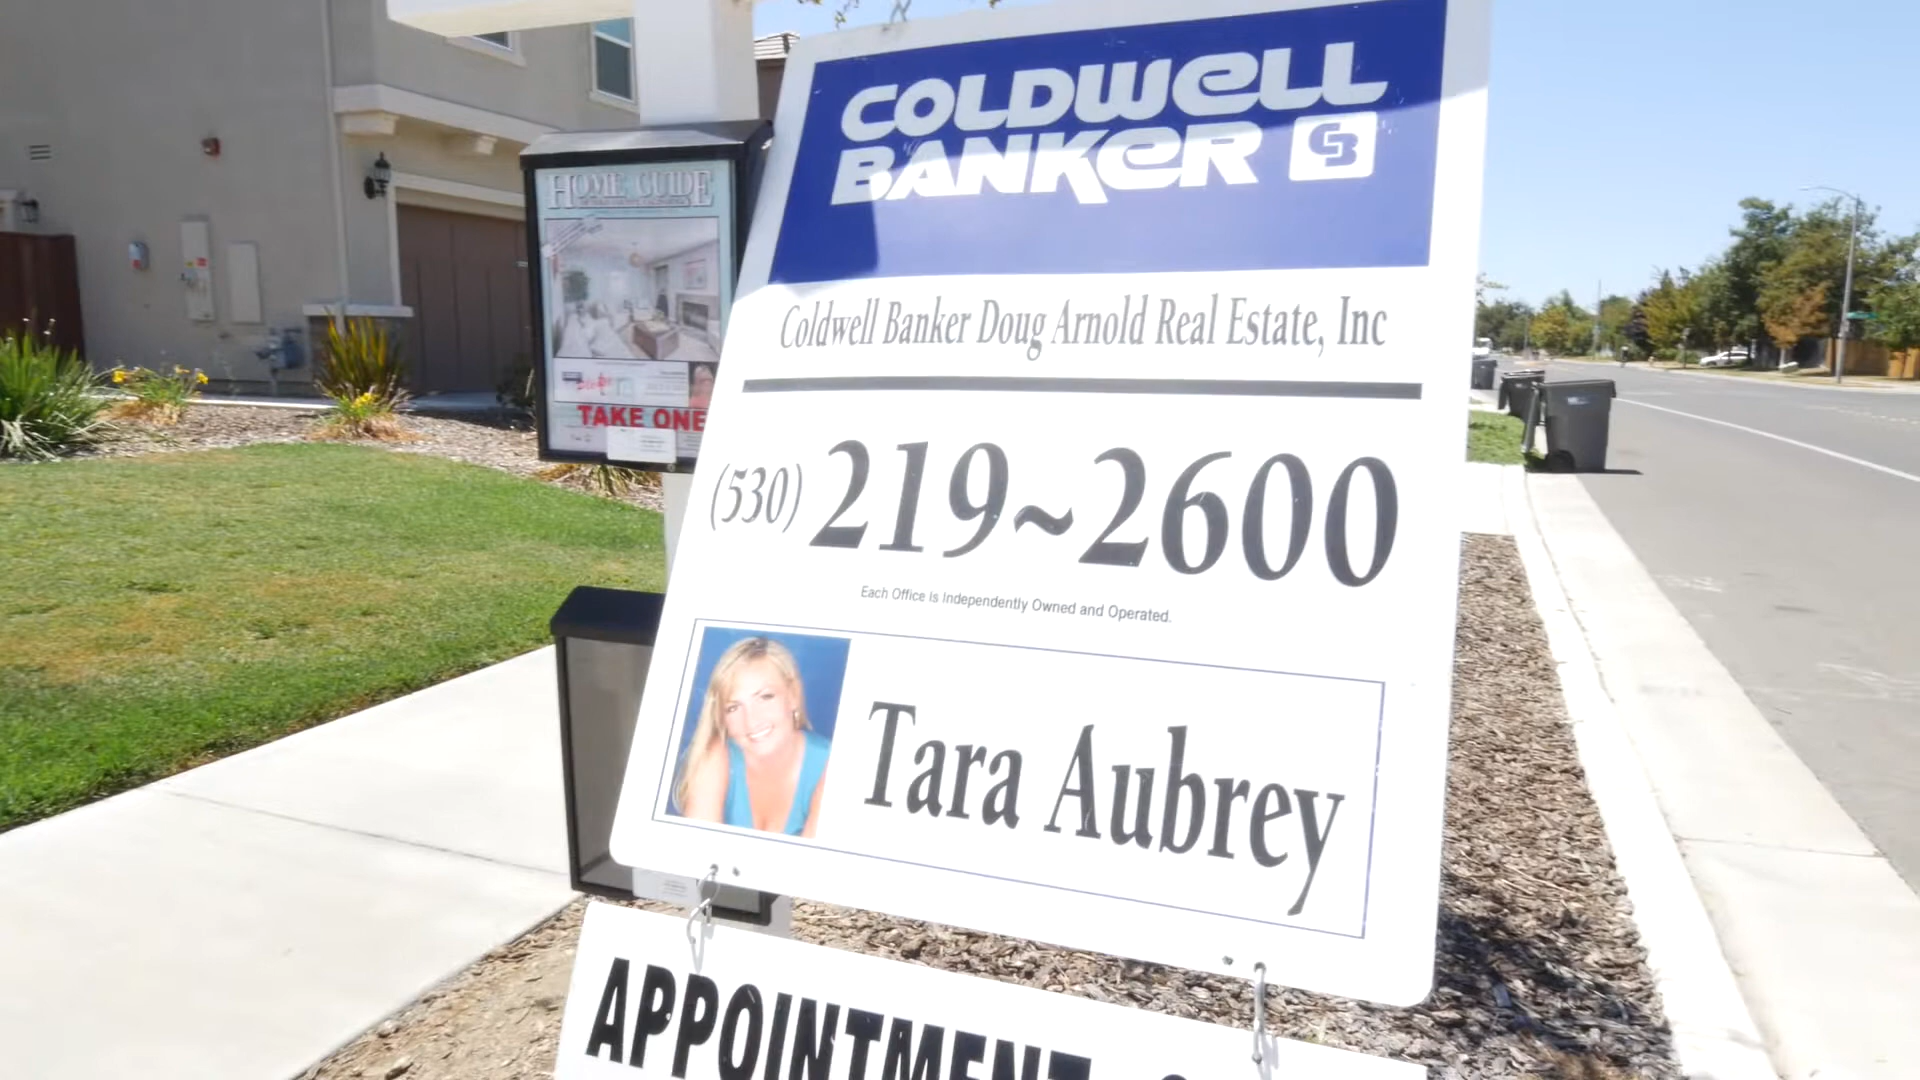 COLDWELL
BANKER
CB
Coldwell Banker Doug Arnold Real Estate, Inc
(530) 219~2600
Each Office is Independently Owned and Operated.
Tara Aubrey
APPOINTMENT
HOME GUIDE
TAKE ONE